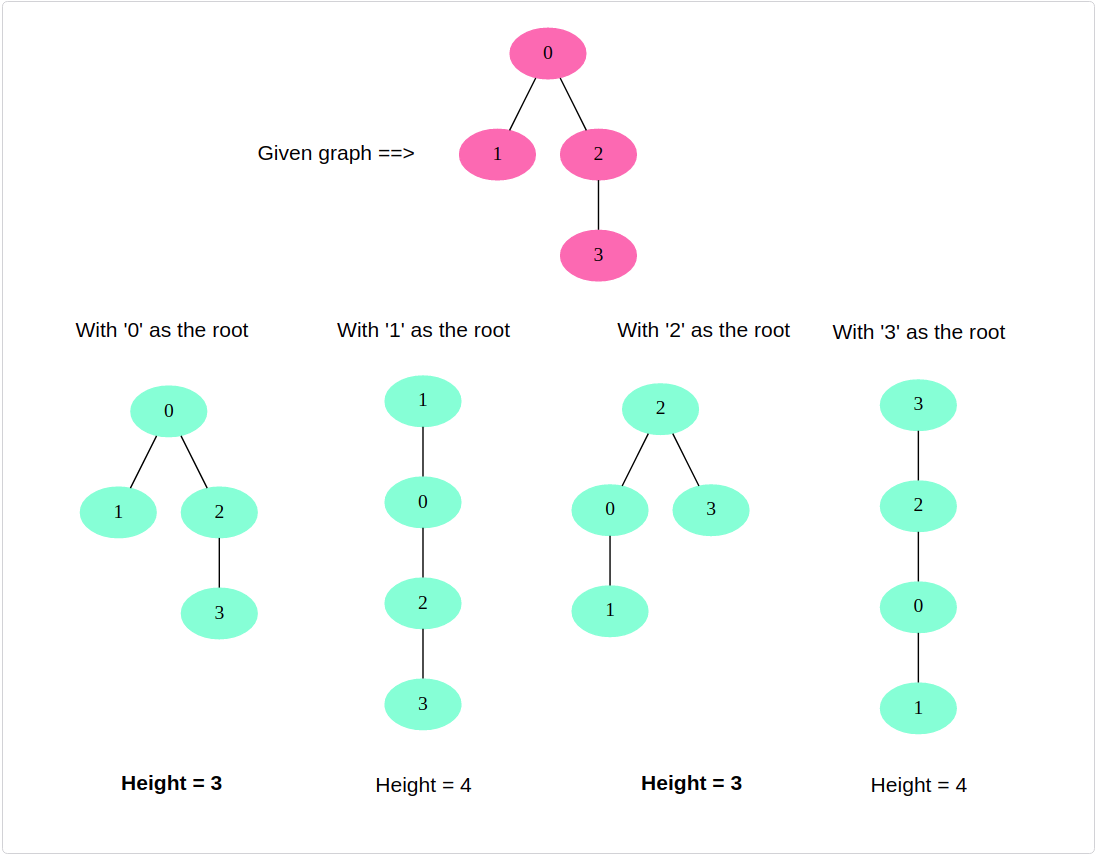 0
Given graph ==>
1 2
3
With '0' as the root
With '1' as the root
With '2' as the root
With '3' as the root
0
1 2
3
1
0
2
3
2
0 3
1
3
2
0
1
Height = 3
Height = 4
Height = 3
Height = 4